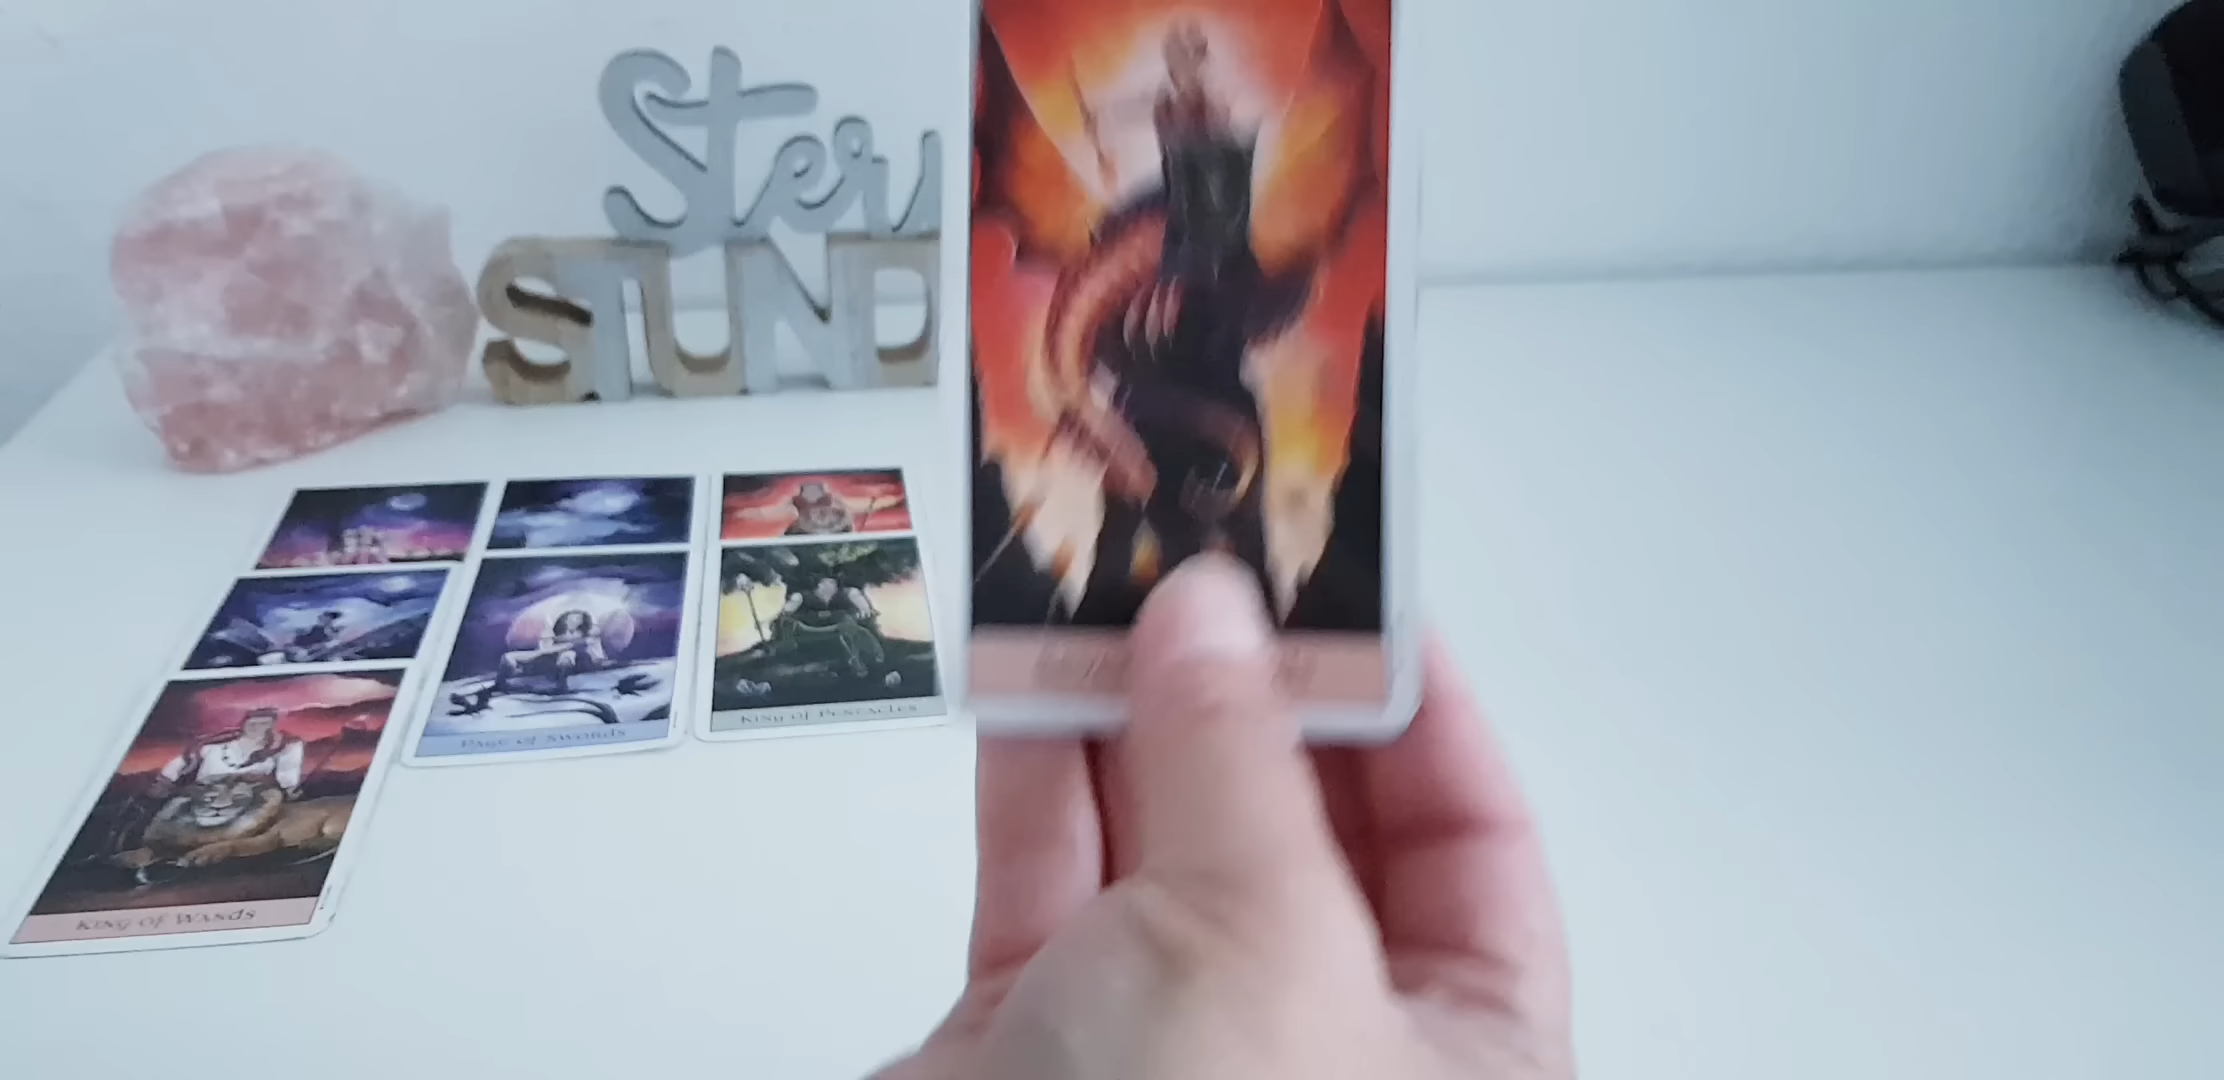 Ster
STUND
Page of Swords
King of Pentacles
King of Wands